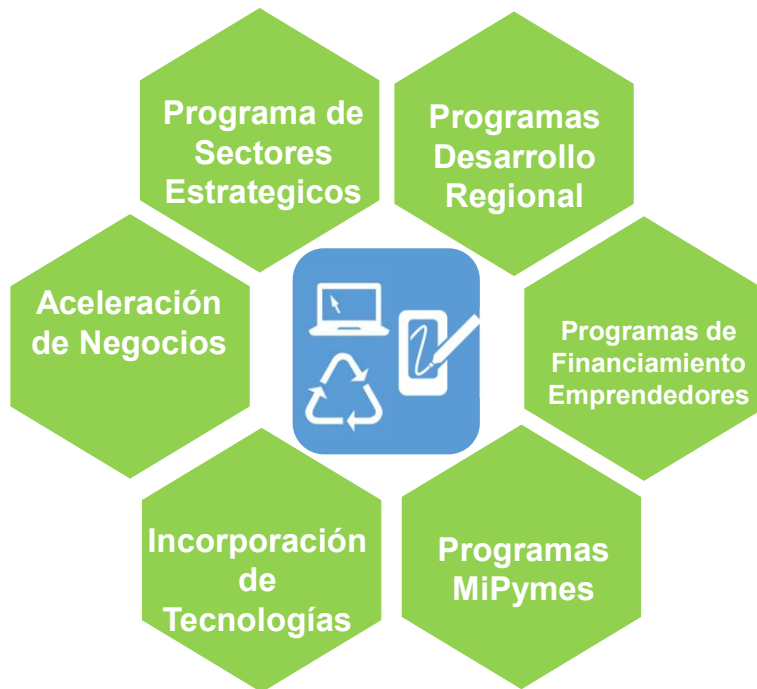 Programa de
Sectores
Estrategicos
Programas
Desarrollo
Regional
Aceleración
de Negocios
Programas de
Financiamiento
Emprendedores
Incorporación
de
Tecnologías
Programas
MiPymes